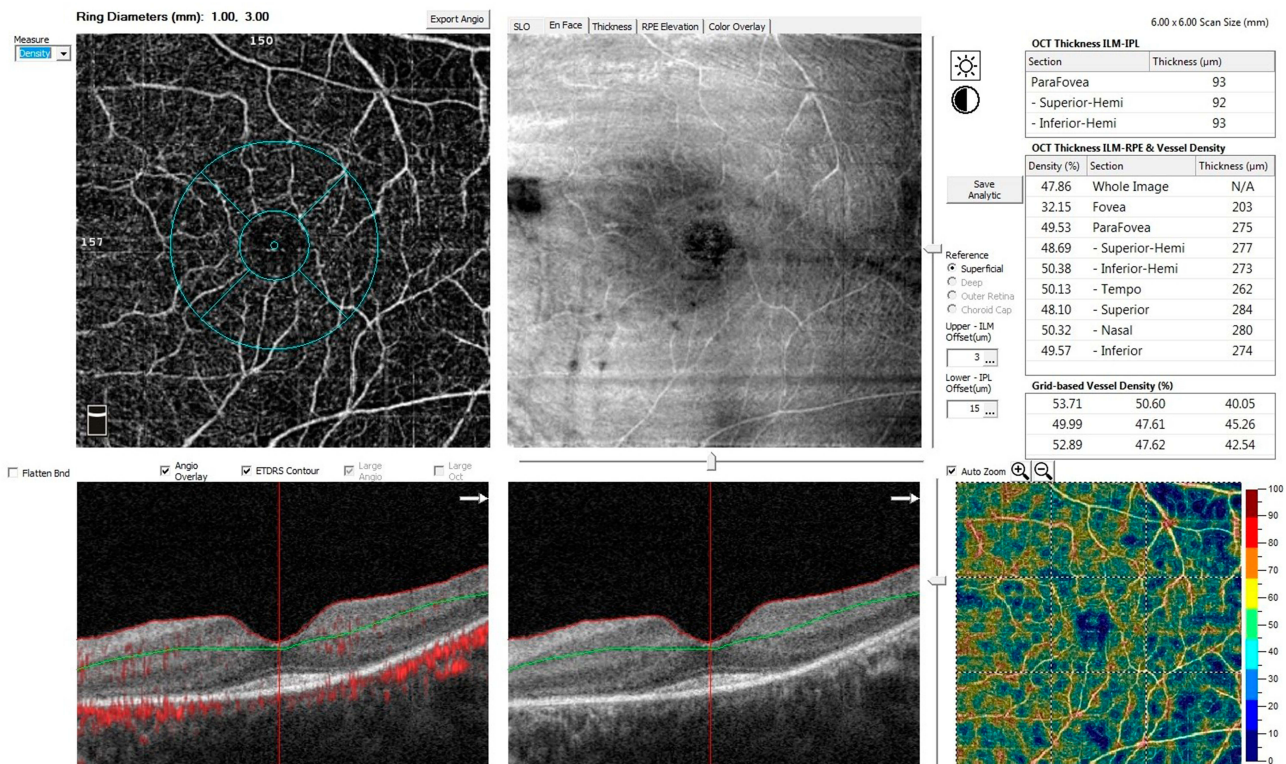 Ring Diameters (mm): 1.00, 3.00
Export Angio
Measure
Density
150
157
SLO En Face Thickness RPE Elevation Color Overlay
6.00 x 6.00 Scan Size (mm)
OCT Thickness ILM-IPL
Section Thickness (µm)
ParaFovea 93
- Superior-Hemi 92
- Inferior-Hemi 93
OCT Thickness ILM-RPE & Vessel Density
Density (%) Section Thickness (µm)
47.86 Whole Image N/A
32.15 Fovea 203
49.53 ParaFovea 275
48.69 - Superior-Hemi 277
50.38 - Inferior-Hemi 273
50.13 - Tempo 262
48.10 - Superior 284
50.32 - Nasal 280
49.57 - Inferior 274
Grid-based Vessel Density (%)
53.71 50.60 40.05
49.99 47.61 45.26
52.89 47.62 42.54
Save
Analytic
Reference
Superficial
Deep
Outer Retina
Choroid Cap
Upper - ILM
Offset(um)
3 ...
Lower - IPL
Offset(um)
15 ...
Flatten Bnd
Angio
Overlay
ETDRS Contour
Large
Angio
Large
Oct
Auto Zoom
100
90
80
70
60
50
40
30
20
10
0